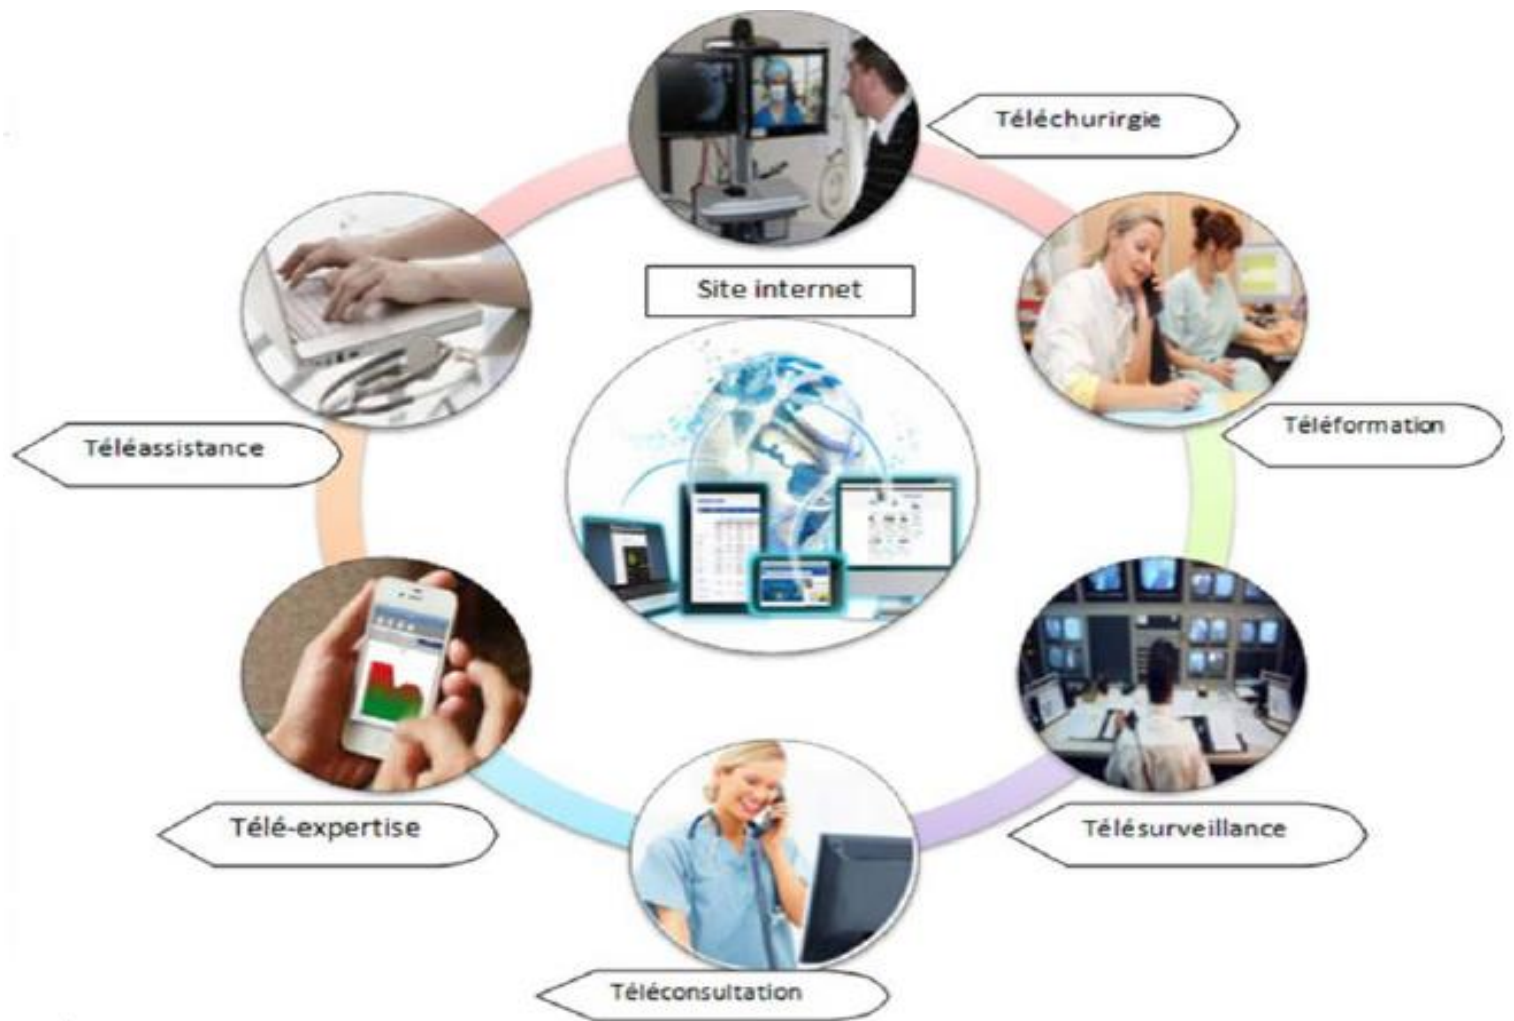 Téléchurirgie
Site internet
Téléformation
Téléassistance
Télé-expertise
Télésurveillance
Téléconsultation